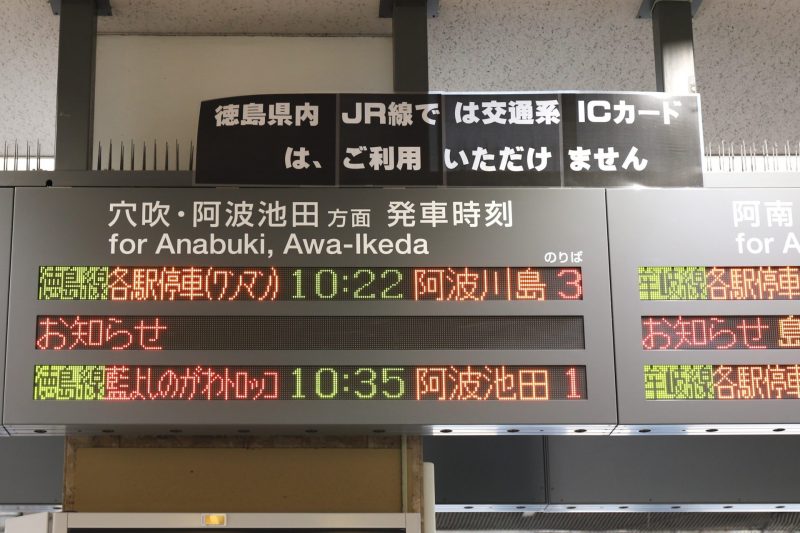 徳島県内 JR線で は交通系 ICカード
は、ご利用 いただけ ません
穴吹・阿波池田 方面 発車時刻
for Anabuki, Awa-Ikeda
のりば
徳島線 各駅停車(ワンマン) 10:22 阿波川島 3
お知らせ
徳島線 藍よしのがわトロッコ 10:35 阿波池田 1
阿南
for A
牟岐線 各駅停車
お知らせ 島
牟岐線 各駅停車